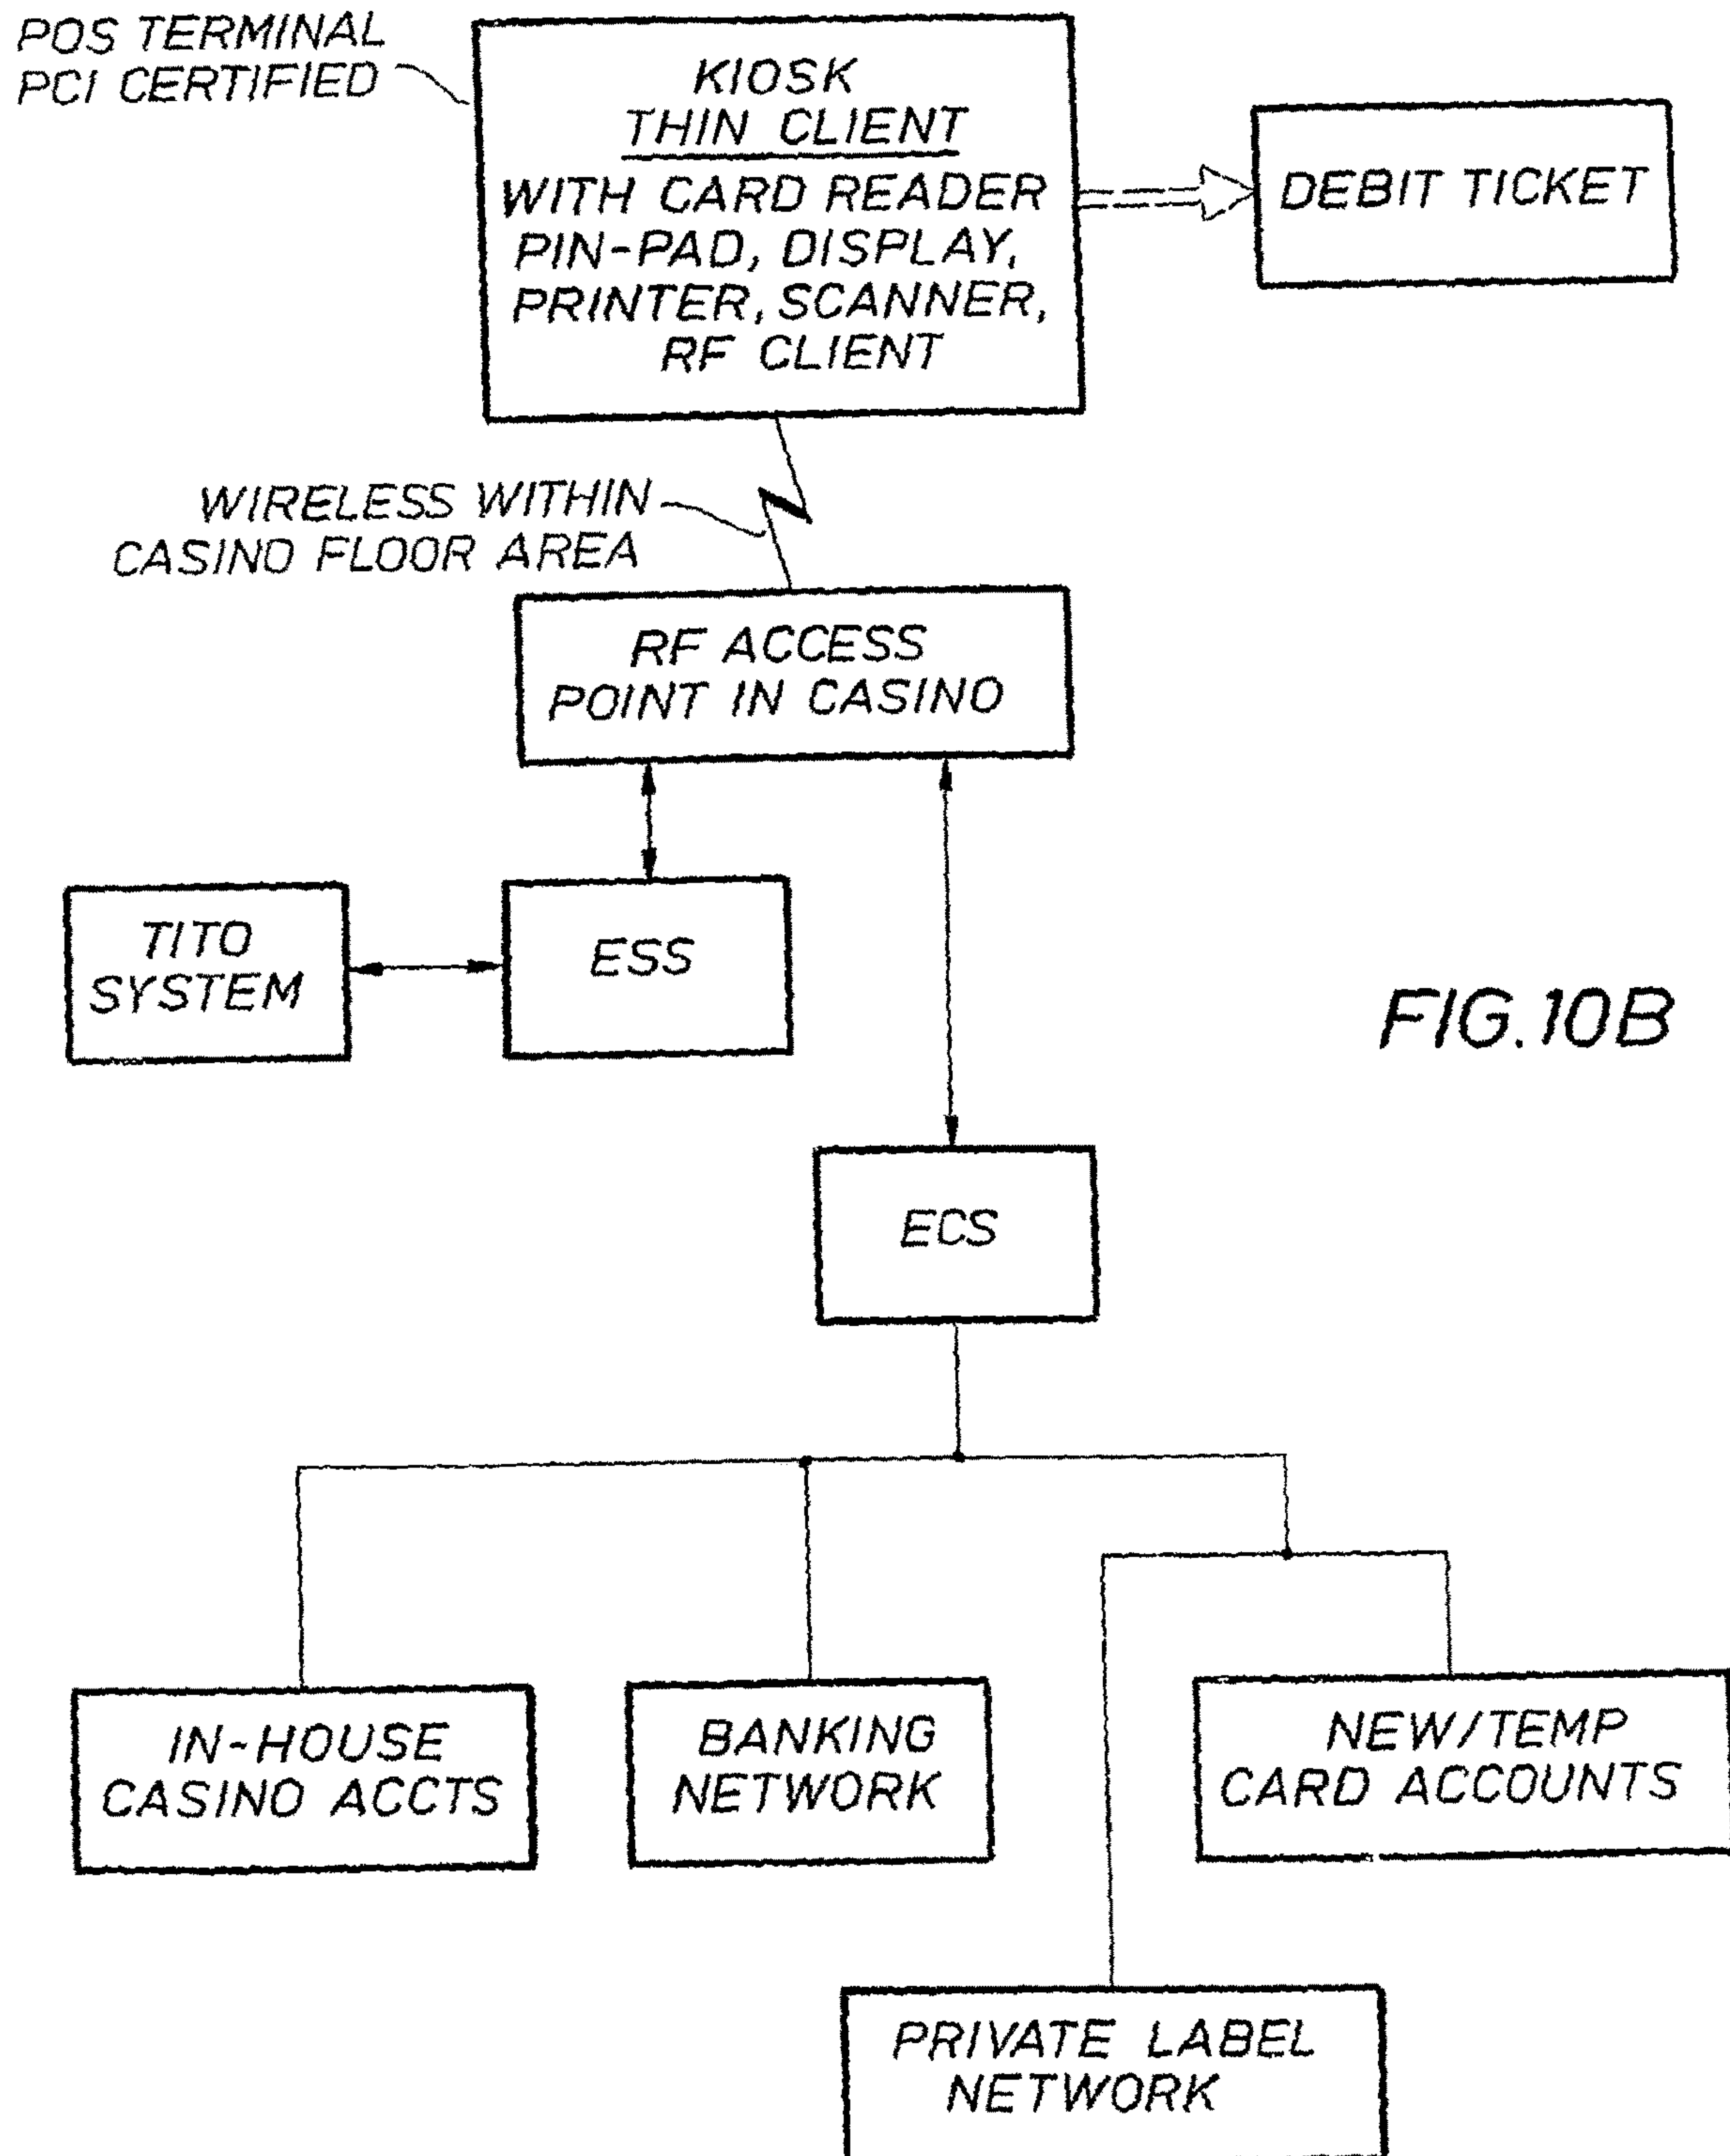 POS TERMINAL
PCI CERTIFIED
KIOSK
THIN CLIENT
WITH CARD READER
PIN-PAD, DISPLAY,
PRINTER, SCANNER,
RF CLIENT
DEBIT TICKET
WIRELESS WITHIN
CASINO FLOOR AREA
RF ACCESS
POINT IN CASINO
TITO
SYSTEM
ESS
FIG. 10B
ECS
IN-HOUSE
CASINO ACCTS
BANKING
NETWORK
NEW/TEMP
CARD ACCOUNTS
PRIVATE LABEL
NETWORK